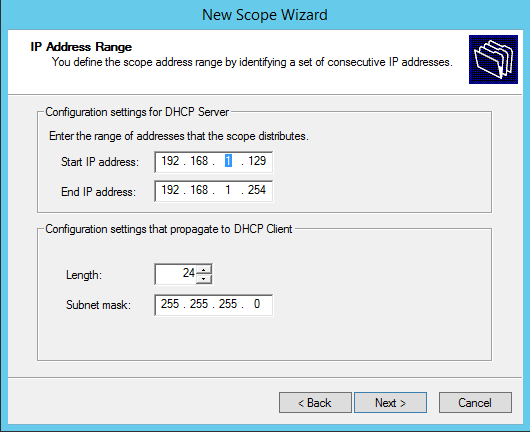 New Scope Wizard
IP Address Range
You define the scope address range by identifying a set of consecutive IP addresses.
Configuration settings for DHCP Server
Enter the range of addresses that the scope distributes.
Start IP address: 192 . 168 . 1 . 129
End IP address: 192 . 168 . 1 . 254
Configuration settings that propagate to DHCP Client
Length: 24
Subnet mask: 255 . 255 . 255 . 0
< Back Next > Cancel